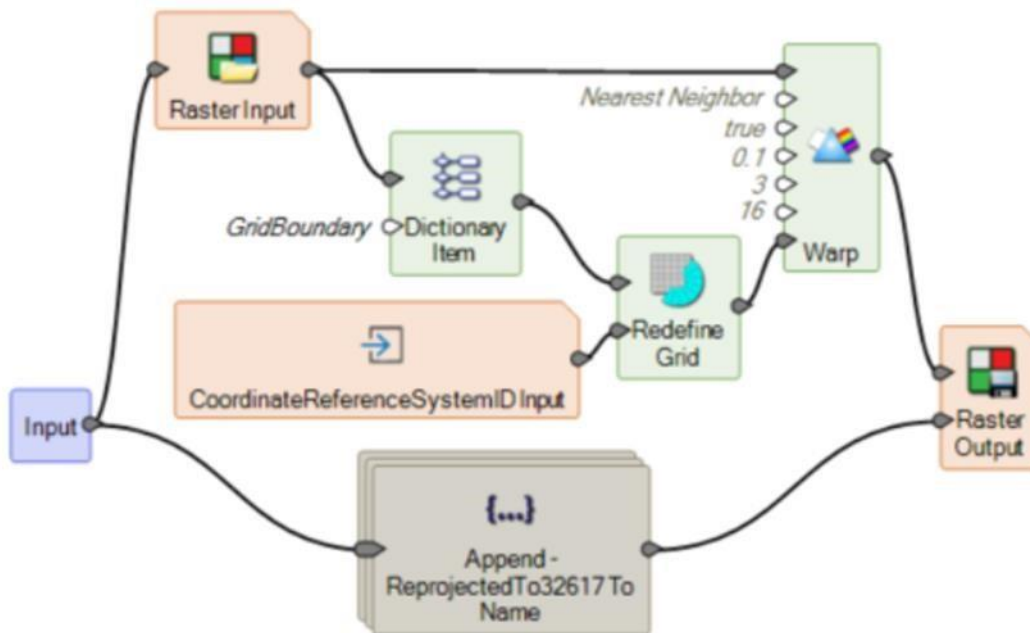 Raster Input
Nearest Neighbor
true
0.1
3
16
Warp
GridBoundary
Dictionary
Item
Redefine
Grid
CoordinateReferenceSystemID Input
Input
Raster
Output
{...}
Append -
ReprojectedTo32617 To
Name